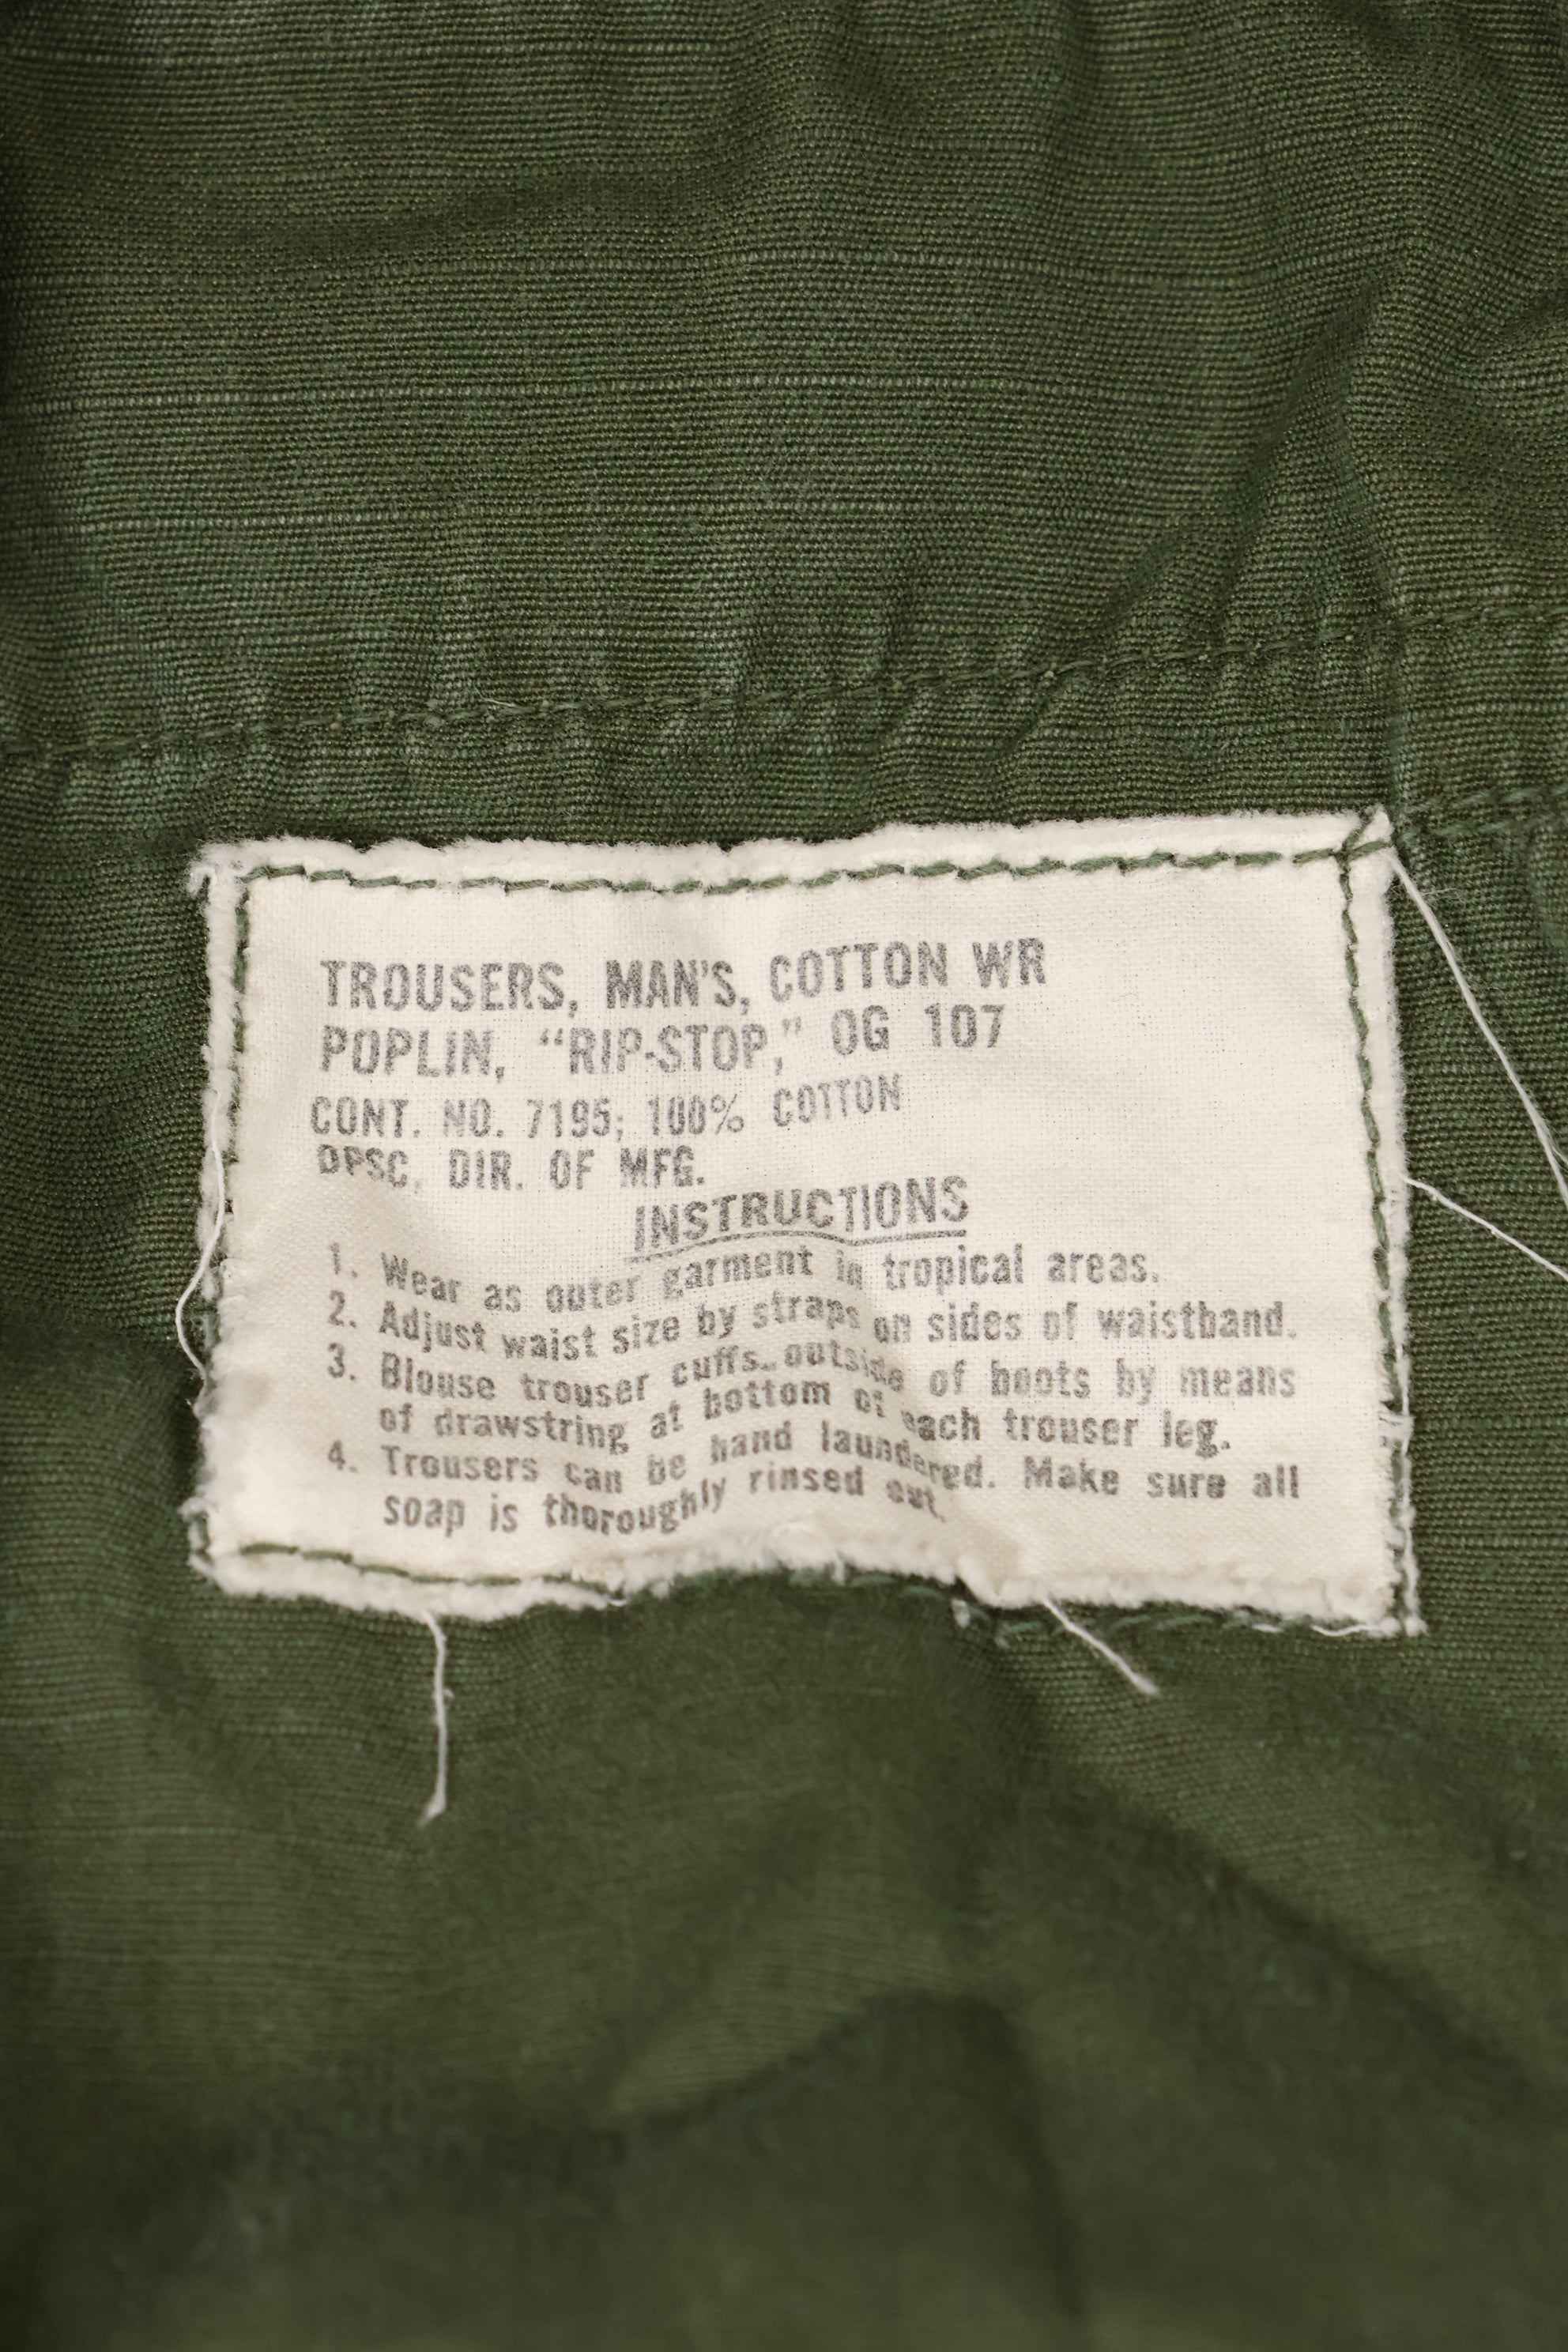 TROUSERS, MAN'S, COTTON WR
POPLIN, “RIP-STOP,” OG 107
CONT. NO. 7195; 100% COTTON
DPSC, DIR. OF MFG.
INSTRUCTIONS
1. Wear as outer garment in tropical areas.
2. Adjust waist size by straps on sides of waistband.
3. Blouse trouser cuffs outside of boots by means
of drawstring at bottom of each trouser leg.
4. Trousers can be hand laundered. Make sure all
soap is thoroughly rinsed out.